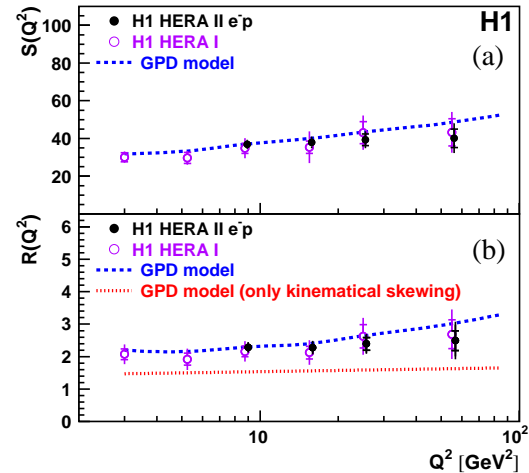 H1
S(Q²)
100
80
60
40
20
H1 HERA II e⁻p
H1 HERA I
GPD model
(a)
R(Q²)
6
5
4
3
2
1
0
H1 HERA II e⁻p
H1 HERA I
GPD model
GPD model (only kinematical skewing)
(b)
10
10²
Q² [GeV²]